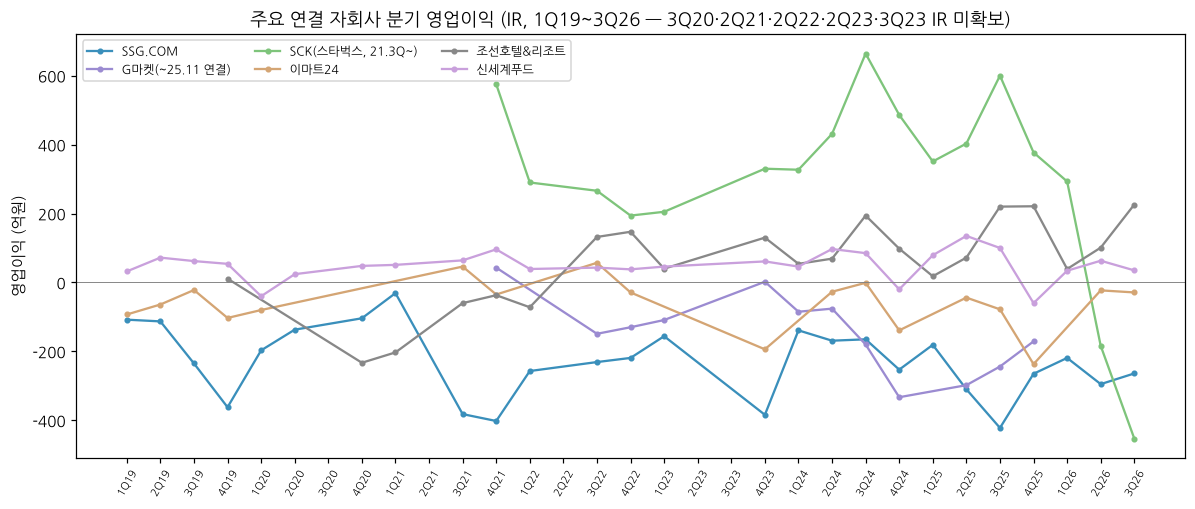 주요 연결 자회사 분기 영업이익 (IR, 1Q19~3Q26 — 3Q20·2Q21·2Q22·2Q23·3Q23 IR 미확보)
SSG.COM
G마켓(~25.11 연결)
SCK(스타벅스, 21.3Q~)
이마트24
조선호텔&리조트
신세계푸드
영업이익 (억원)
600
400
200
0
-200
-400
1Q19 2Q19 3Q19 4Q19 1Q20 2Q20 3Q20 4Q20 1Q21 2Q21 3Q21 4Q21 1Q22 2Q22 3Q22 4Q22 1Q23 2Q23 3Q23 4Q23 1Q24 2Q24 3Q24 4Q24 1Q25 2Q25 3Q25 4Q25 1Q26 2Q26 3Q26